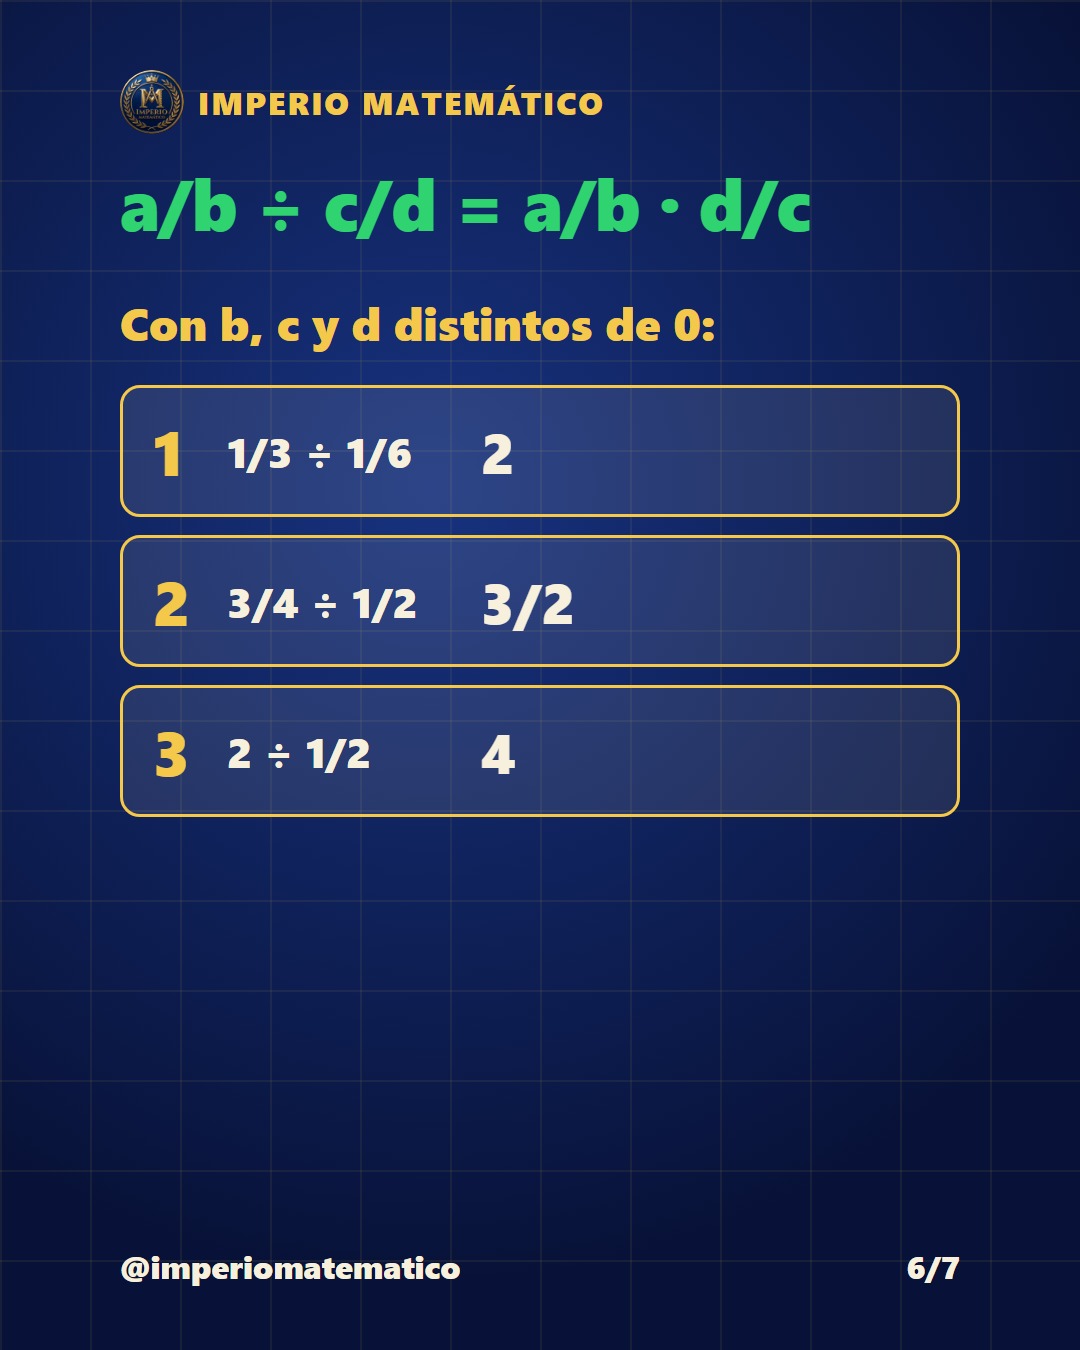 IMPERIO MATEMÁTICO
a/b ÷ c/d = a/b · d/c
Con b, c y d distintos de 0:
1 1/3 ÷ 1/6 2
2 3/4 ÷ 1/2 3/2
3 2 ÷ 1/2 4
@imperiomatematico 6/7